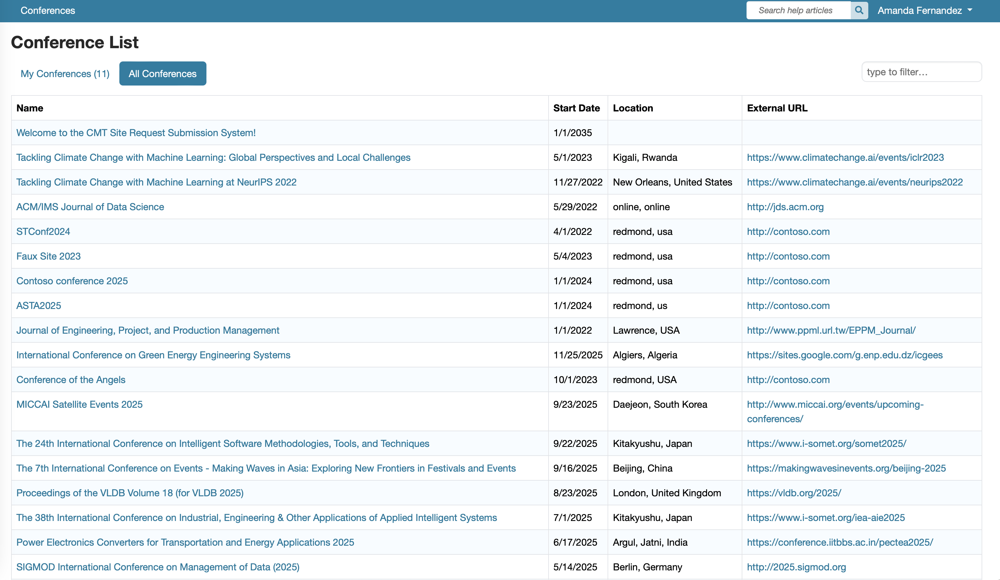 Conferences
Search help articles
Amanda Fernandez
Conference List
My Conferences (11)
All Conferences
type to filter...
Name Start Date Location External URL
Welcome to the CMT Site Request Submission System! 1/1/2035
Tackling Climate Change with Machine Learning: Global Perspectives and Local Challenges 5/1/2023 Kigali, Rwanda https://www.climatechange.ai/events/iclr2023
Tackling Climate Change with Machine Learning at NeurIPS 2022 11/27/2022 New Orleans, United States https://www.climatechange.ai/events/neurips2022
ACM/IMS Journal of Data Science 5/29/2022 online, online http://jds.acm.org
STConf2024 4/1/2022 redmond, usa http://contoso.com
Faux Site 2023 5/4/2023 redmond, usa http://contoso.com
Contoso conference 2025 1/1/2024 redmond, usa http://contoso.com
ASTA2025 1/1/2024 redmond, us http://contoso.com
Journal of Engineering, Project, and Production Management 1/1/2022 Lawrence, USA http://www.ppml.url.tw/EPPM_Journal/
International Conference on Green Energy Engineering Systems 11/25/2025 Algiers, Algeria https://sites.google.com/g.enp.edu.dz/icgees
Conference of the Angels 10/1/2023 redmond, USA http://contoso.com
MICCAI Satellite Events 2025 9/23/2025 Daejeon, South Korea http://www.miccai.org/events/upcoming-
conferences/
The 24th International Conference on Intelligent Software Methodologies, Tools, and Techniques 9/22/2025 Kitakyushu, Japan https://www.i-somet.org/somet2025/
The 7th International Conference on Events - Making Waves in Asia: Exploring New Frontiers in Festivals and Events 9/16/2025 Beijing, China https://makingwavesinevents.org/beijing-2025
Proceedings of the VLDB Volume 18 (for VLDB 2025) 8/23/2025 London, United Kingdom https://vldb.org/2025/
The 38th International Conference on Industrial, Engineering & Other Applications of Applied Intelligent Systems 7/1/2025 Kitakyushu, Japan https://www.i-somet.org/iea-aie2025
Power Electronics Converters for Transportation and Energy Applications 2025 6/17/2025 Argul, Jatni, India https://conference.iitbbs.ac.in/pectea2025/
SIGMOD International Conference on Management of Data (2025) 5/14/2025 Berlin, Germany http://2025.sigmod.org